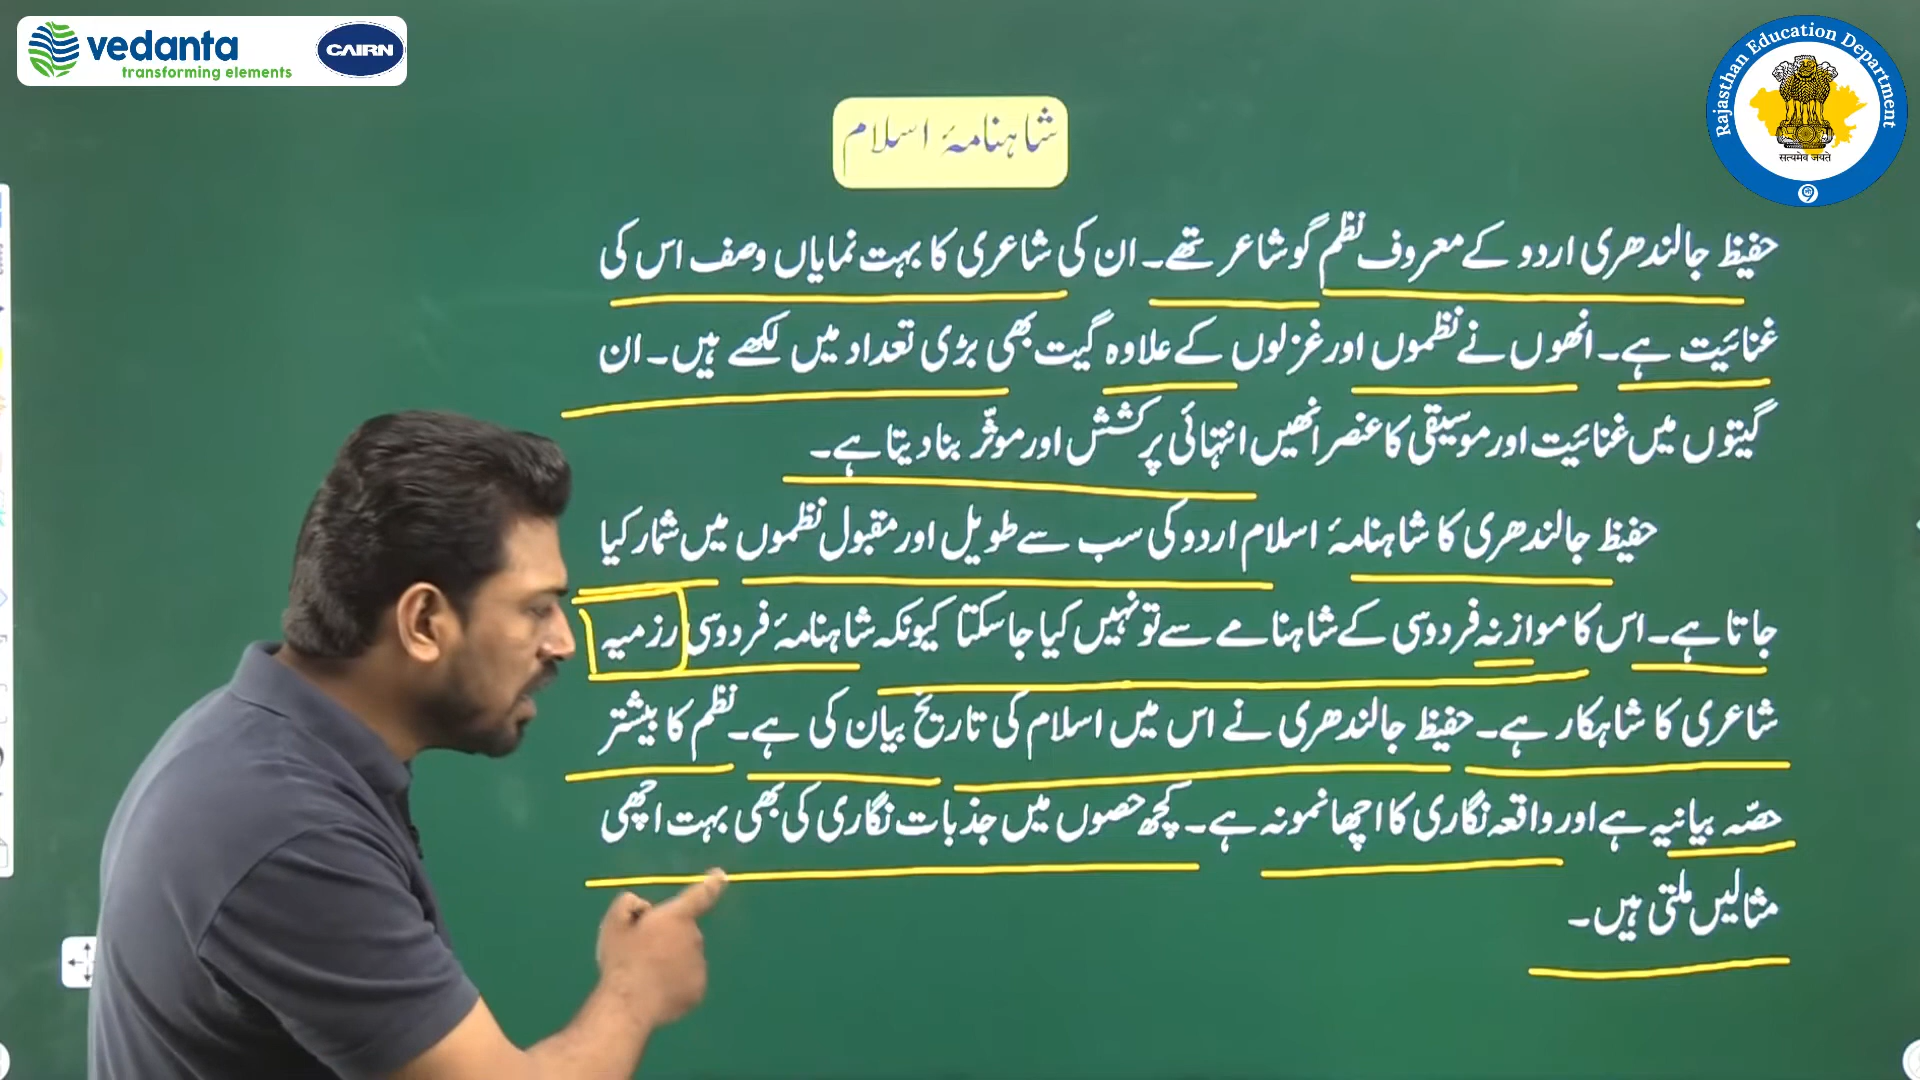 vedanta
transforming elements
CAIRN
Rajasthan Education Department
सत्यमेव जयते
شاہنامۂ اسلام
حفیظ جالندھری اردو کے معروف نظم گو شاعر تھے۔ ان کی شاعری کا بہت نمایاں وصف اس کی
غنائیت ہے۔ انھوں نے نظموں اور غزلوں کے علاوہ گیت بھی بڑی تعداد میں لکھے ہیں۔ ان
گیتوں میں غنائیت اور موسیقی کا عنصر انھیں انتہائی پرکشش اور موثّر بنا دیتا ہے۔
حفیظ جالندھری کا شاہنامۂ اسلام اردو کی سب سے طویل اور مقبول نظموں میں شمار کیا
جاتا ہے۔ اس کا موازنہ فردوسی کے شاہنامے سے تو نہیں کیا جا سکتا کیونکہ شاہنامۂ فردوسی رزمیہ
شاعری کا شاہکار ہے۔ حفیظ جالندھری نے اس میں اسلام کی تاریخ بیان کی ہے۔ نظم کا بیشتر
حصّہ بیانیہ ہے اور واقعہ نگاری کا اچھا نمونہ ہے۔ کچھ حصوں میں جذبات نگاری کی بھی بہت اچھی
مثالیں ملتی ہیں۔